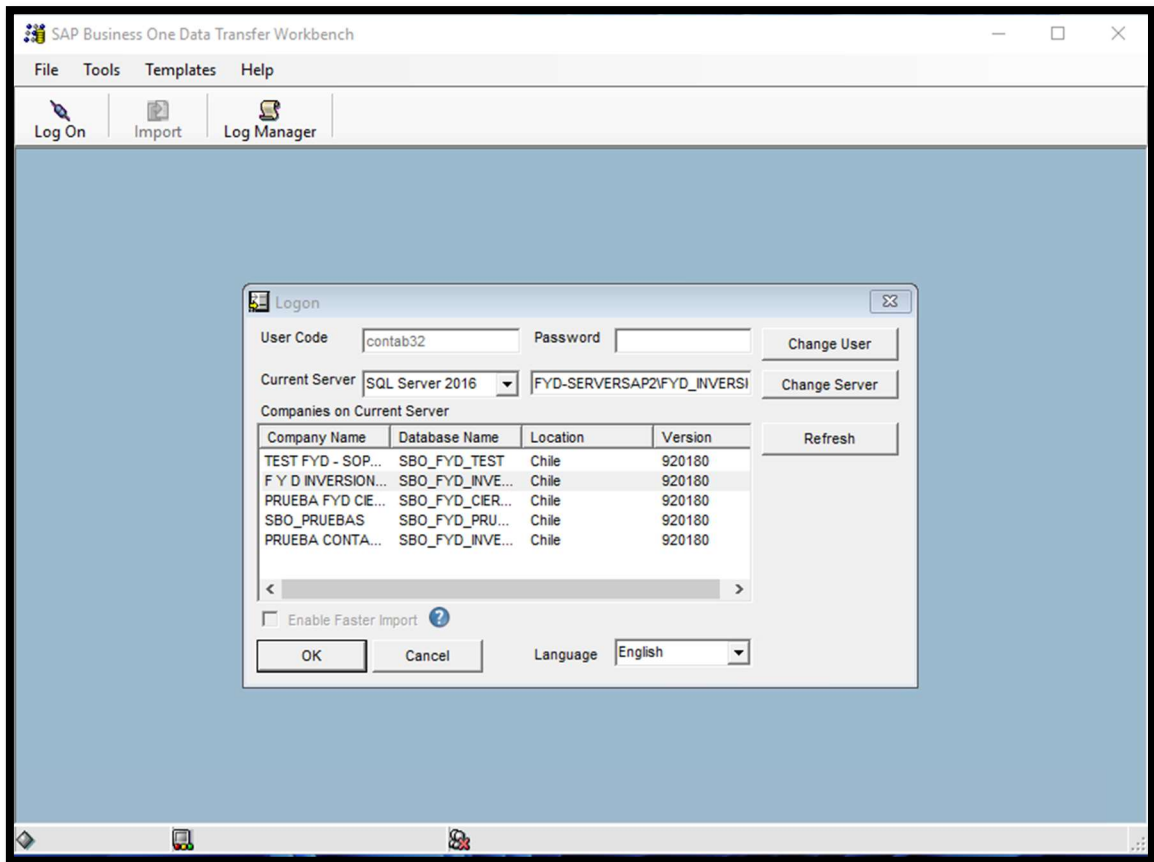 SAP Business One Data Transfer Workbench
File Tools Templates Help
Log On Import Log Manager
Logon
User Code contab32 Password Change User
Current Server SQL Server 2016 FYD-SERVERSAP2\FYD_INVERSI Change Server
Companies on Current Server
Company Name Database Name Location Version Refresh
TEST FYD - SOP... SBO_FYD_TEST Chile 920180
F Y D INVERSION... SBO_FYD_INVE... Chile 920180
PRUEBA FYD CIE... SBO_FYD_CIER... Chile 920180
SBO_PRUEBAS SBO_FYD_PRU... Chile 920180
PRUEBA CONTA... SBO_FYD_INVE... Chile 920180
Enable Faster Import ?
OK Cancel Language English